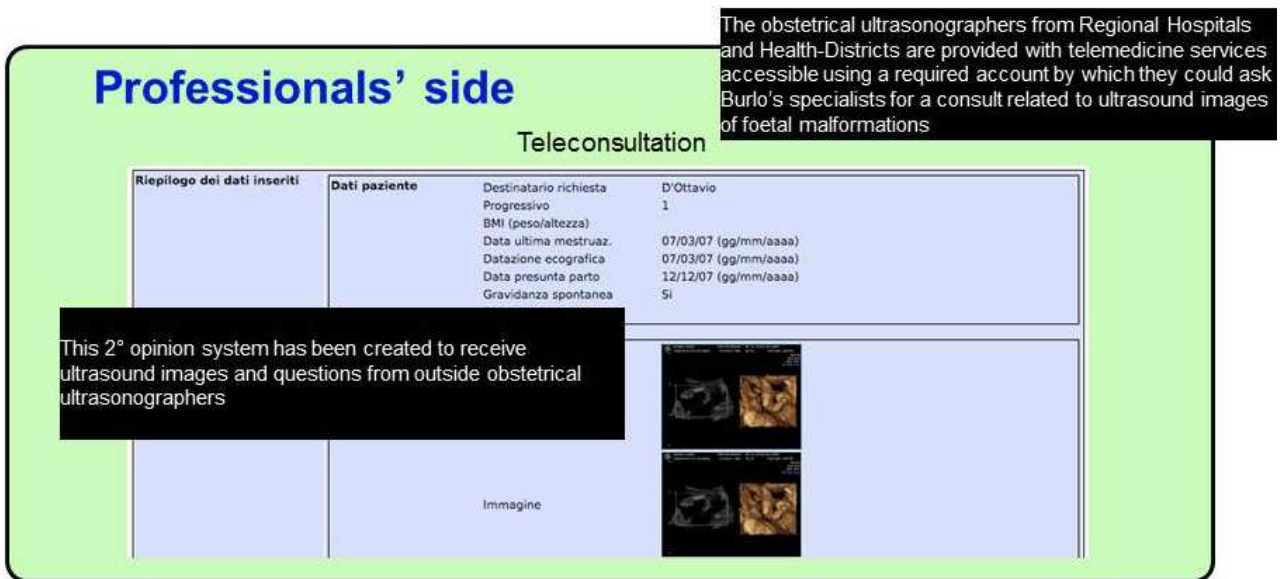 The obstetrical ultrasonographers from Regional Hospitals
and Health-Districts are provided with telemedicine services
accessible using a required account by which they could ask
Burlo's specialists for a consult related to ultrasound images
of foetal malformations
Professionals' side
Teleconsultation
Riepilogo dei dati inseriti
Dati paziente
Destinatario richiesta D'Ottavio
Progressivo 1
BMI (peso/altezza)
Data ultima mestruaz. 07/03/07 (gg/mm/aaaa)
Datazione ecografica 07/03/07 (gg/mm/aaaa)
Data presunta parto 12/12/07 (gg/mm/aaaa)
Gravidanza spontanea Si
This 2° opinion system has been created to receive
ultrasound images and questions from outside obstetrical
ultrasonographers
Immagine